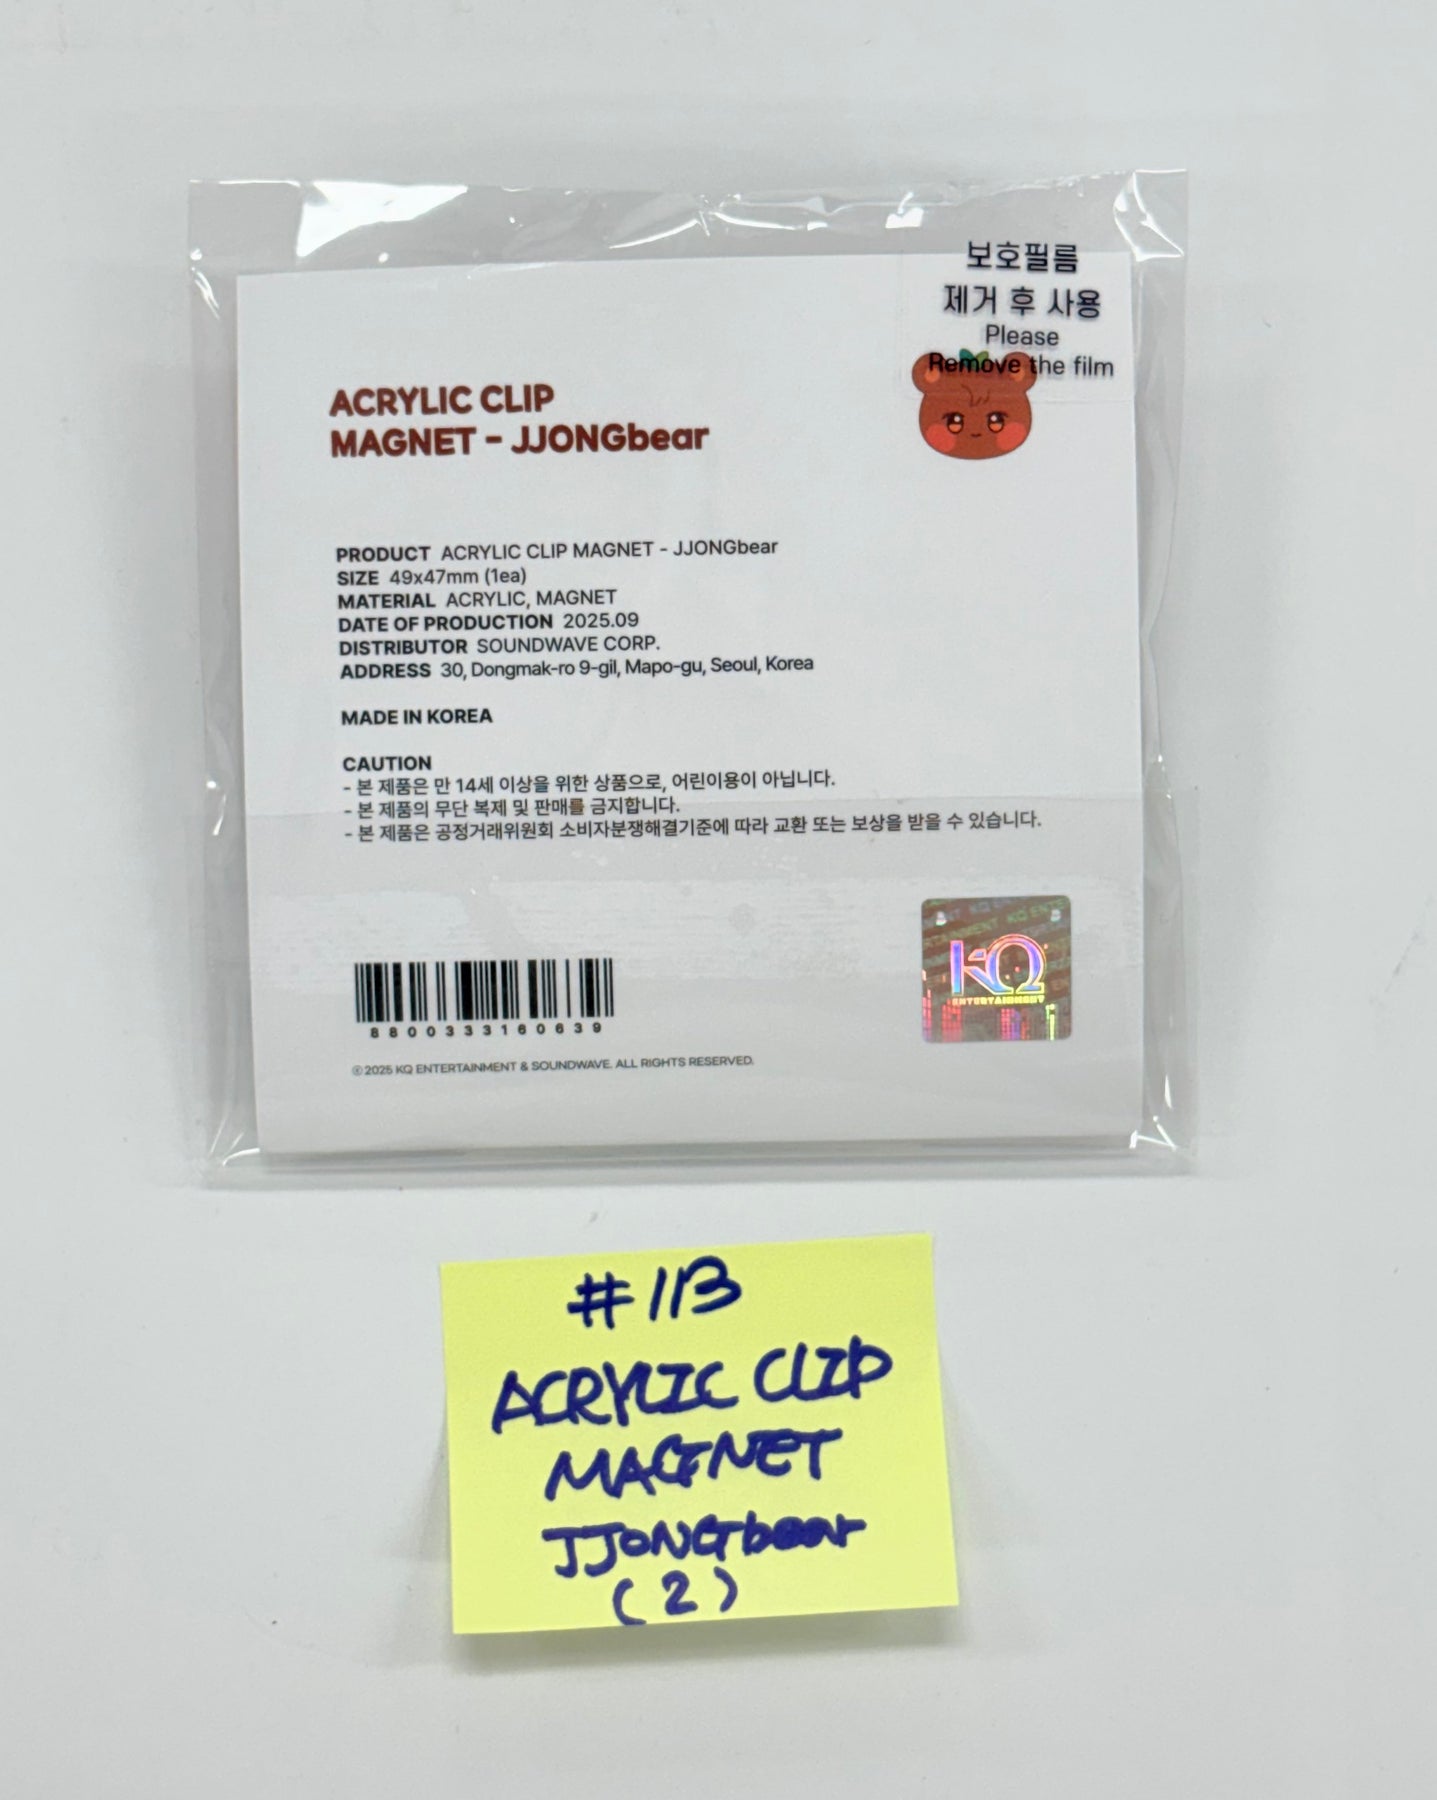 보호필름
제거 후 사용
Please
Remove the film
ACRYLIC CLIP
MAGNET - JJONGbear
PRODUCT ACRYLIC CLIP MAGNET - JJONGbear
SIZE 49x47mm (1ea)
MATERIAL ACRYLIC, MAGNET
DATE OF PRODUCTION 2025.09
DISTRIBUTOR SOUNDWAVE CORP.
ADDRESS 30, Dongmak-ro 9-gil, Mapo-gu, Seoul, Korea
MADE IN KOREA
CAUTION
- 본 제품은 만 14세 이상을 위한 상품으로, 어린이용이 아닙니다.
- 본 제품의 무단 복제 및 판매를 금지합니다.
- 본 제품은 공정거래위원회 소비자분쟁해결기준에 따라 교환 또는 보상을 받을 수 있습니다.
KQ
ENTERTAINMENT
8800333160639
ⓒ 2025 KQ ENTERTAINMENT & SOUNDWAVE. ALL RIGHTS RESERVED.
#113
ACRYLIC CLIP
MAGNET
JJONGbear
(2)